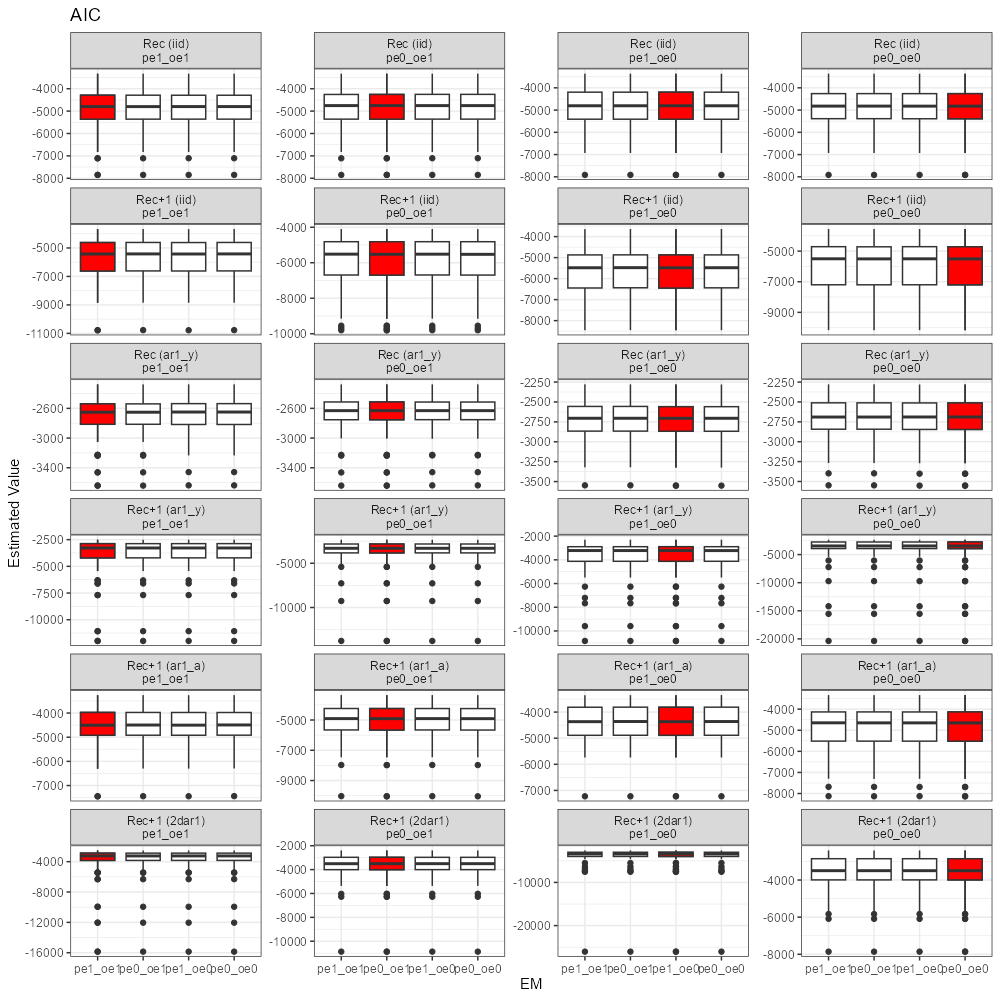 AIC
Rec (iid)
pe1_oe1
Rec (iid)
pe0_oe1
Rec (iid)
pe1_oe0
Rec (iid)
pe0_oe0
-4000
-5000
-6000
-7000
-8000
-4000
-5000
-6000
-7000
-8000
-4000
-5000
-6000
-7000
-8000
-4000
-5000
-6000
-7000
-8000
Rec+1 (iid)
pe1_oe1
Rec+1 (iid)
pe0_oe1
Rec+1 (iid)
pe1_oe0
Rec+1 (iid)
pe0_oe0
-5000
-7000
-9000
-11000
-4000
-6000
-8000
-10000
-4000
-5000
-6000
-7000
-8000
-5000
-7000
-9000
Rec (ar1_y)
pe1_oe1
Rec (ar1_y)
pe0_oe1
Rec (ar1_y)
pe1_oe0
Rec (ar1_y)
pe0_oe0
-2600
-3000
-3400
-2600
-3000
-3400
-2250
-2500
-2750
-3000
-3250
-3500
-2250
-2500
-2750
-3000
-3250
-3500
Rec+1 (ar1_y)
pe1_oe1
Rec+1 (ar1_y)
pe0_oe1
Rec+1 (ar1_y)
pe1_oe0
Rec+1 (ar1_y)
pe0_oe0
-2500
-5000
-7500
-10000
-5000
-10000
-2000
-4000
-6000
-8000
-10000
-5000
-10000
-15000
-20000
Rec+1 (ar1_a)
pe1_oe1
Rec+1 (ar1_a)
pe0_oe1
Rec+1 (ar1_a)
pe1_oe0
Rec+1 (ar1_a)
pe0_oe0
-4000
-5000
-6000
-7000
-5000
-7000
-9000
-4000
-5000
-6000
-7000
-4000
-5000
-6000
-7000
-8000
Rec+1 (2dar1)
pe1_oe1
Rec+1 (2dar1)
pe0_oe1
Rec+1 (2dar1)
pe1_oe0
Rec+1 (2dar1)
pe0_oe0
-4000
-8000
-12000
-16000
-2000
-4000
-6000
-8000
-10000
-10000
-20000
-4000
-6000
-8000
pe1_oe1 pe0_oe1 pe1_oe0 pe0_oe0
pe1_oe1 pe0_oe1 pe1_oe0 pe0_oe0
pe1_oe1 pe0_oe1 pe1_oe0 pe0_oe0
pe1_oe1 pe0_oe1 pe1_oe0 pe0_oe0
EM
Estimated Value